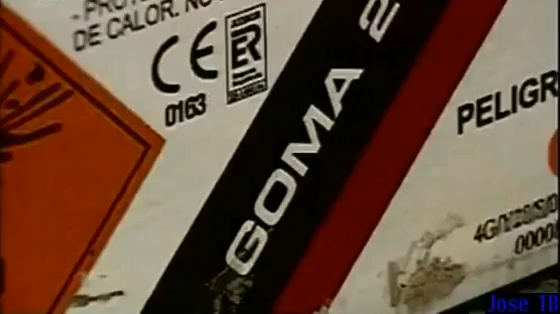 DE CALOR. NO
CE
ER
0163
GOMA 2
PELIGR
Jose TB